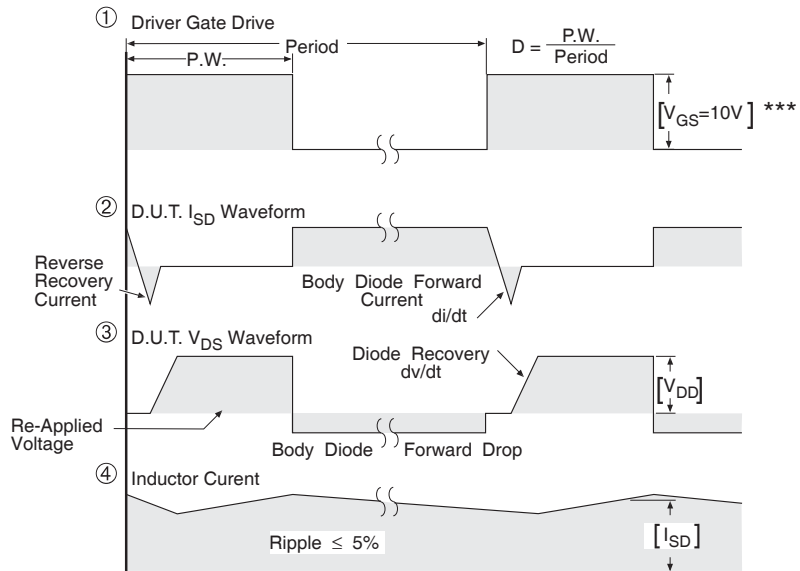 ① Driver Gate Drive
P.W.
Period
D = P.W. / Period
[V_GS=10V] ***
② D.U.T. I_SD Waveform
Reverse
Recovery
Current
Body Diode Forward
Current
di/dt
③ D.U.T. V_DS Waveform
Diode Recovery
dv/dt
[V_DD]
Re-Applied
Voltage
Body Diode Forward Drop
④ Inductor Curent
Ripple ≤ 5%
[I_SD]